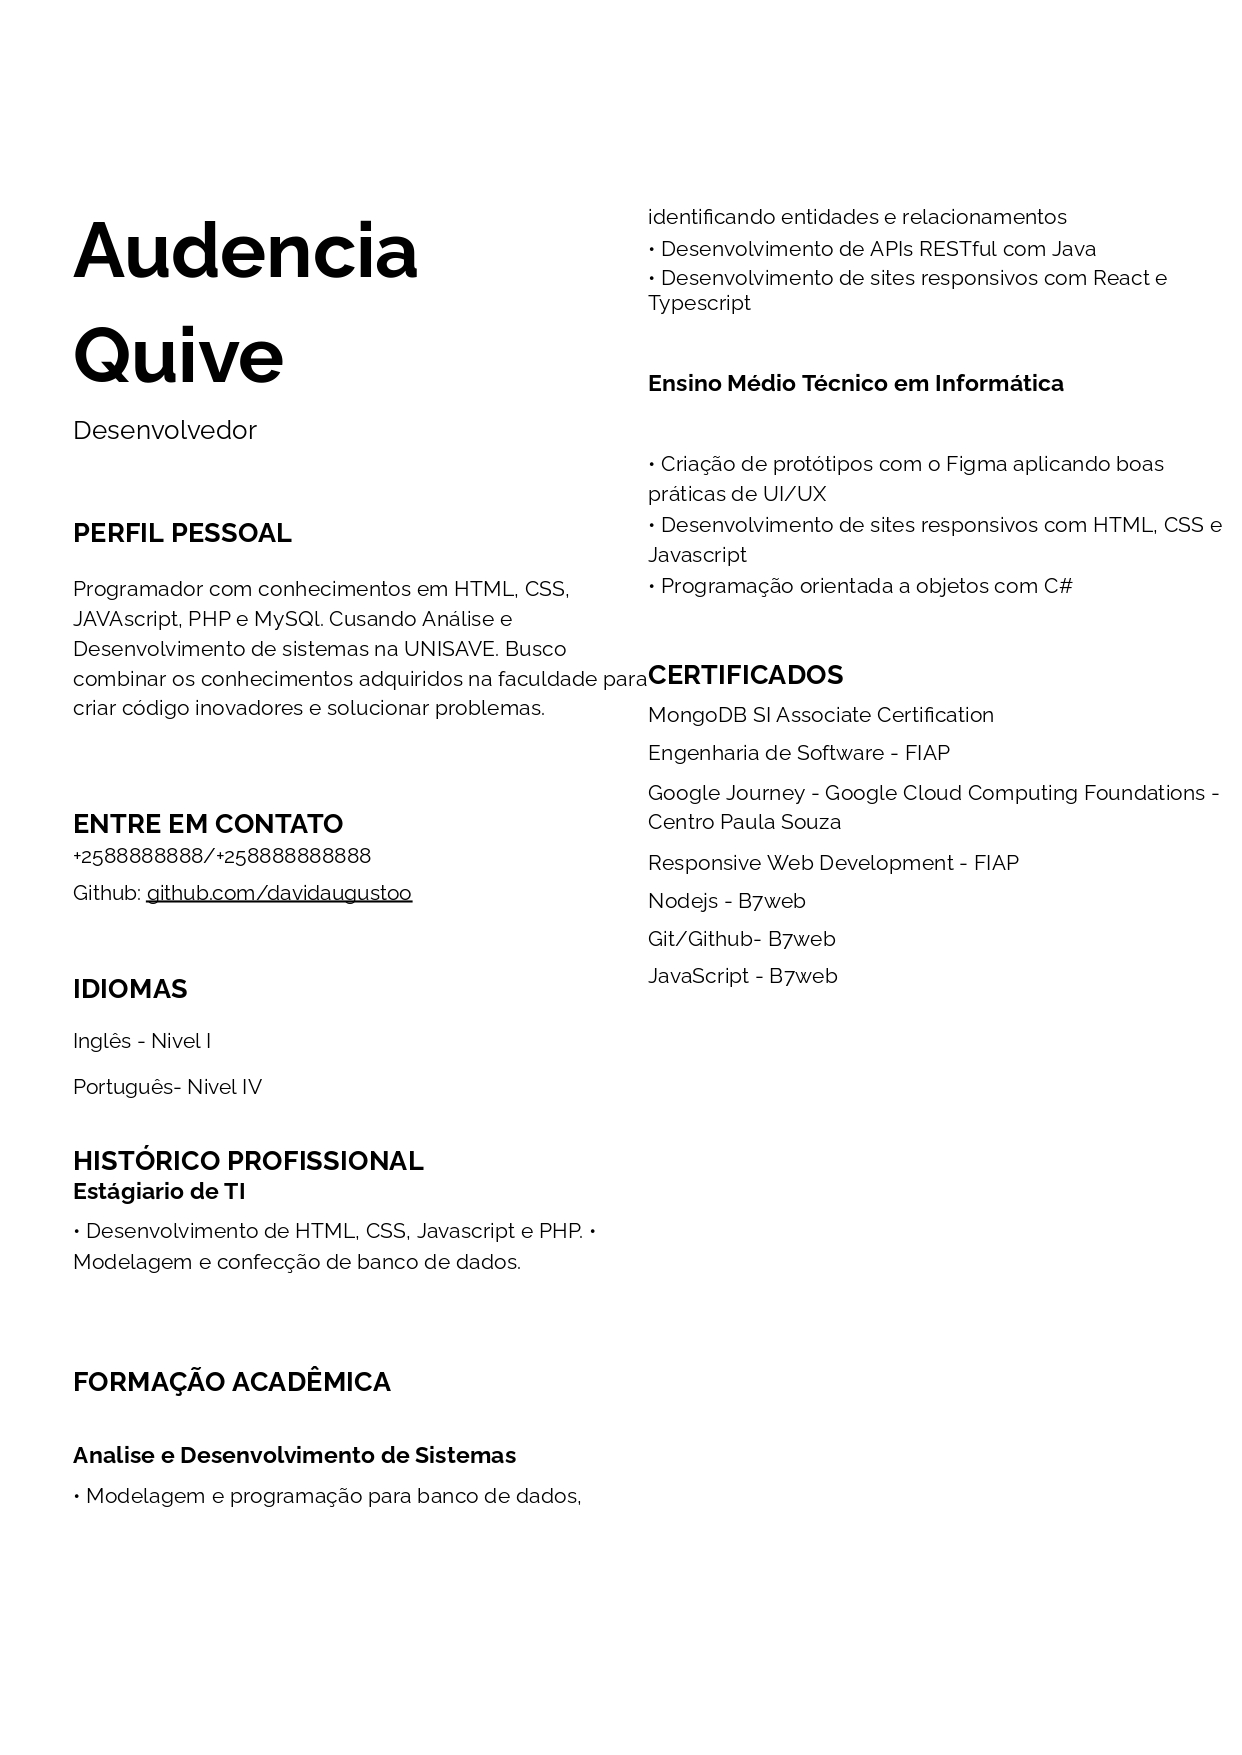 Audencia
Quive
Desenvolvedor
PERFIL PESSOAL
Programador com conhecimentos em HTML, CSS,
JAVAscript, PHP e MySQl. Cusando Análise e
Desenvolvimento de sistemas na UNISAVE. Busco
combinar os conhecimentos adquiridos na faculdade para
criar código inovadores e solucionar problemas.
ENTRE EM CONTATO
+2588888888/+258888888888
Github: github.com/davidaugustoo
IDIOMAS
Inglês - Nivel I
Português- Nivel IV
HISTÓRICO PROFISSIONAL
Estágiario de TI
• Desenvolvimento de HTML, CSS, Javascript e PHP. •
Modelagem e confecção de banco de dados.
FORMAÇÃO ACADÊMICA
Analise e Desenvolvimento de Sistemas
• Modelagem e programação para banco de dados,
identificando entidades e relacionamentos
• Desenvolvimento de APIs RESTful com Java
• Desenvolvimento de sites responsivos com React e
Typescript
Ensino Médio Técnico em Informática
• Criação de protótipos com o Figma aplicando boas
práticas de UI/UX
• Desenvolvimento de sites responsivos com HTML, CSS e
Javascript
• Programação orientada a objetos com C#
CERTIFICADOS
MongoDB SI Associate Certification
Engenharia de Software - FIAP
Google Journey - Google Cloud Computing Foundations -
Centro Paula Souza
Responsive Web Development - FIAP
Nodejs - B7web
Git/Github- B7web
JavaScript - B7web